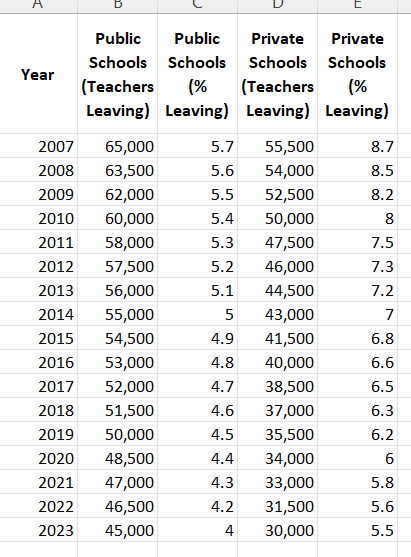 A B C D E
Year Public Schools (Teachers Leaving) Public Schools (% Leaving) Private Schools (Teachers Leaving) Private Schools (% Leaving)
2007 65,000 5.7 55,500 8.7
2008 63,500 5.6 54,000 8.5
2009 62,000 5.5 52,500 8.2
2010 60,000 5.4 50,000 8
2011 58,000 5.3 47,500 7.5
2012 57,500 5.2 46,000 7.3
2013 56,000 5.1 44,500 7.2
2014 55,000 5 43,000 7
2015 54,500 4.9 41,500 6.8
2016 53,000 4.8 40,000 6.6
2017 52,000 4.7 38,500 6.5
2018 51,500 4.6 37,000 6.3
2019 50,000 4.5 35,500 6.2
2020 48,500 4.4 34,000 6
2021 47,000 4.3 33,000 5.8
2022 46,500 4.2 31,500 5.6
2023 45,000 4 30,000 5.5